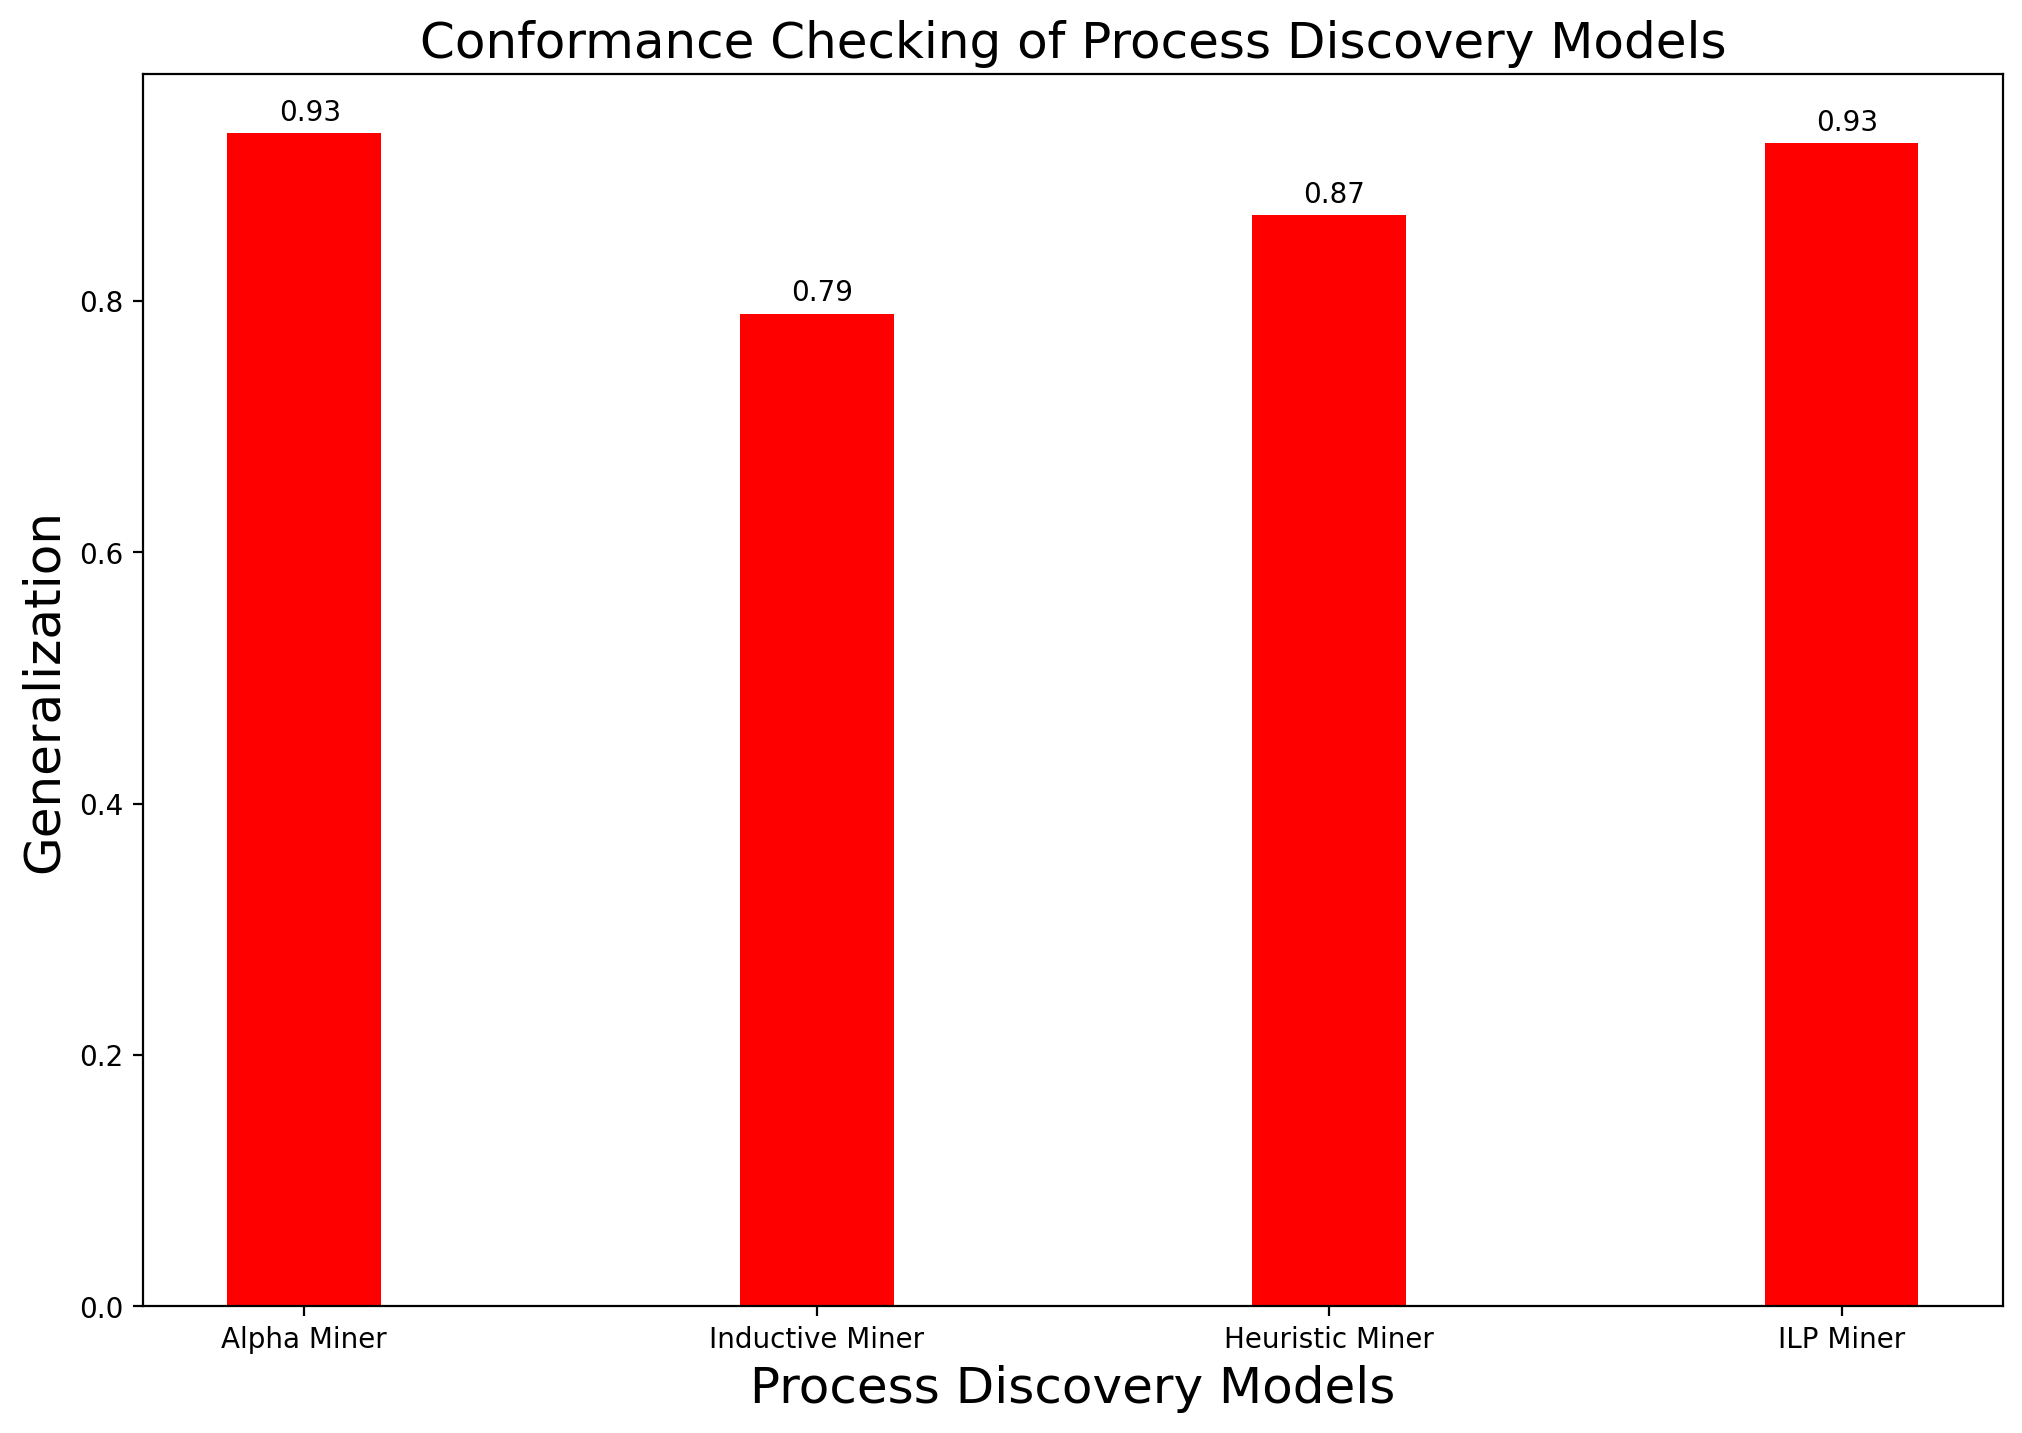 Conformance Checking of Process Discovery Models
0.93
0.79
0.87
0.93
Generalization
0.8
0.6
0.4
0.2
0.0
Alpha Miner
Inductive Miner
Heuristic Miner
ILP Miner
Process Discovery Models